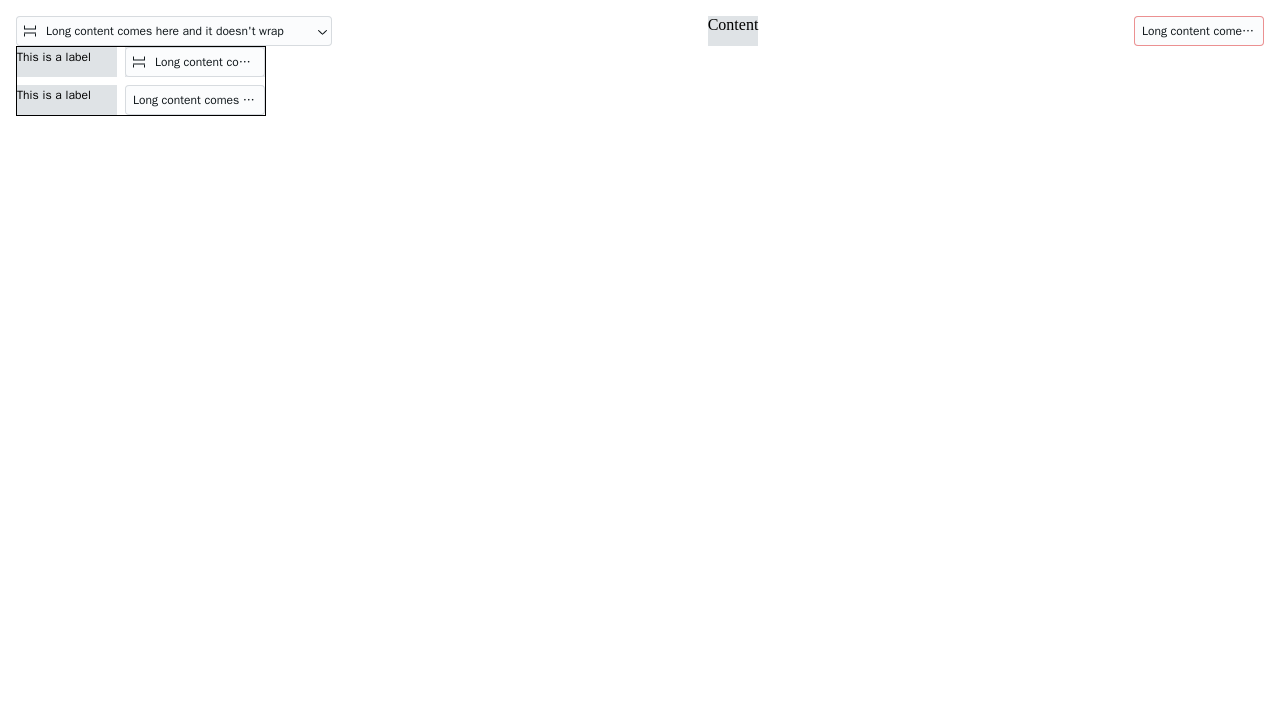 Long content comes here and it doesn't wrap
Content
Long content come…
This is a label
Long content co…
This is a label
Long content comes …